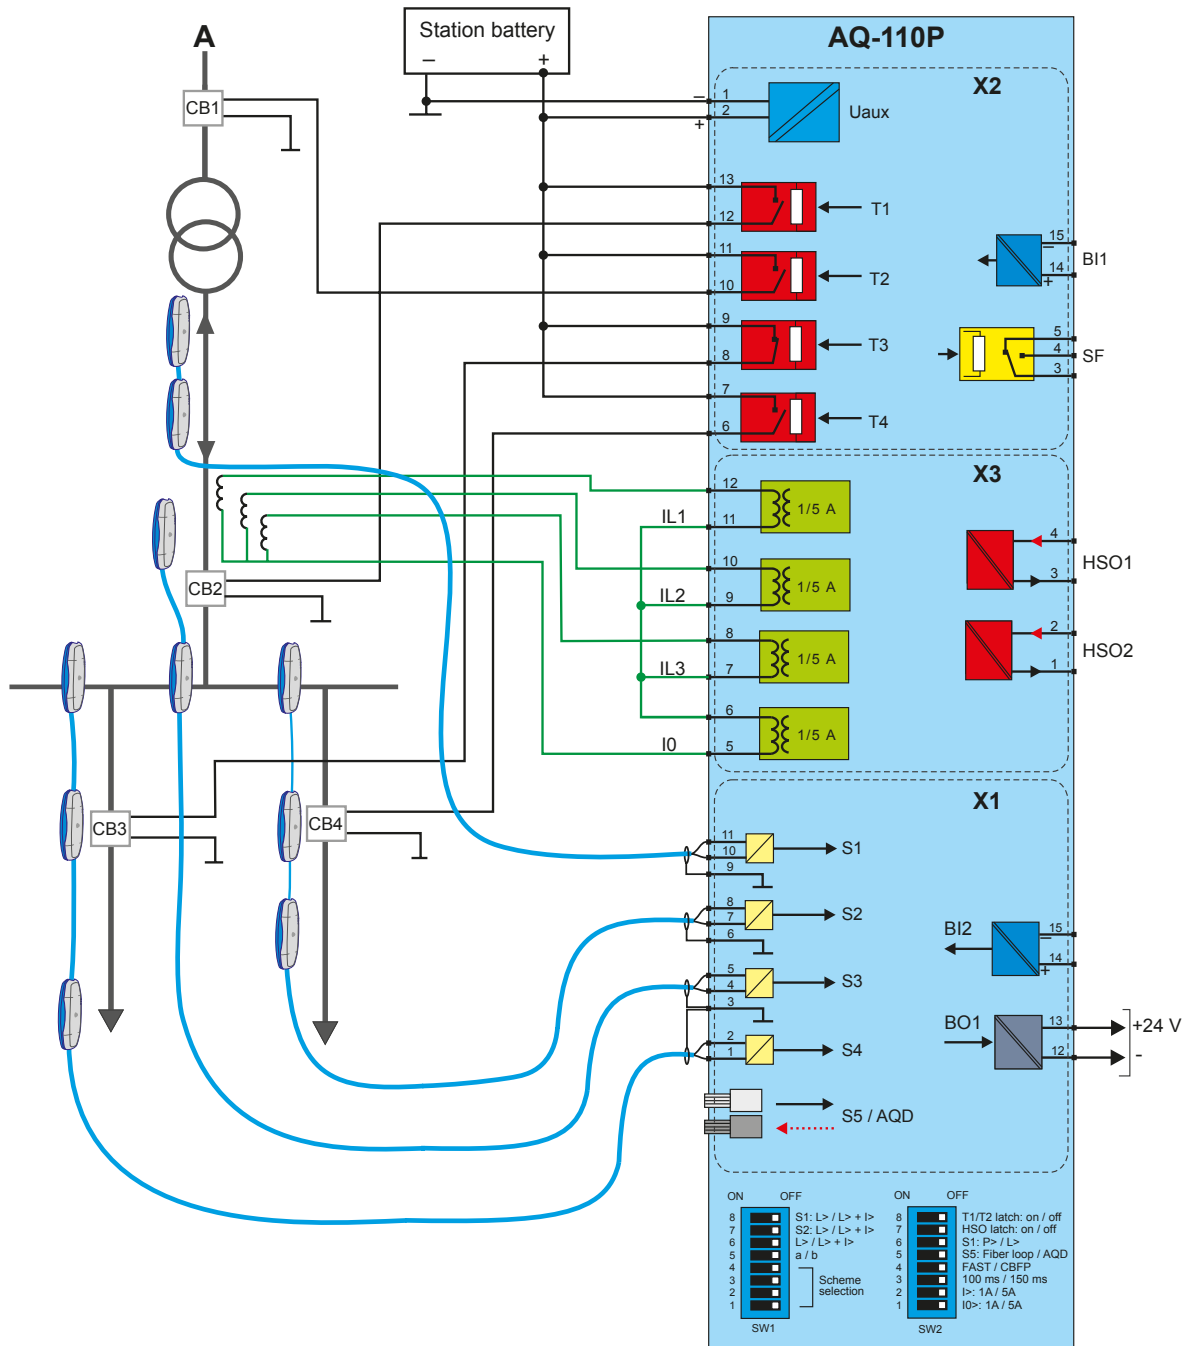 A
Station battery
– +
AQ-110P
CB1
X2
– 1
+ 2
Uaux
13
12
T1
11
10
T2
9
8
T3
7
6
T4
15
–
14
+
BI1
5
4
3
SF
X3
12
11
IL1
1/5 A
10
9
IL2
1/5 A
8
7
IL3
1/5 A
6
5
I0
1/5 A
4
3
HSO1
2
1
HSO2
CB2
CB3
CB4
X1
11
10
9
S1
8
7
6
S2
5
4
3
S3
2
1
S4
S5 / AQD
BI2
15
–
14
+
BO1
13
12
+24 V
-
ON OFF
8 S1: L> / L> + I>
7 S2: L> / L> + I>
6 L> / L> + I>
5 a / b
4
3 Scheme
2 selection
1
SW1
ON OFF
8 T1/T2 latch: on / off
7 HSO latch: on / off
6 S1: P> / L>
5 S5: Fiber loop / AQD
4 FAST / CBFP
3 100 ms / 150 ms
2 I>: 1A / 5A
1 I0>: 1A / 5A
SW2